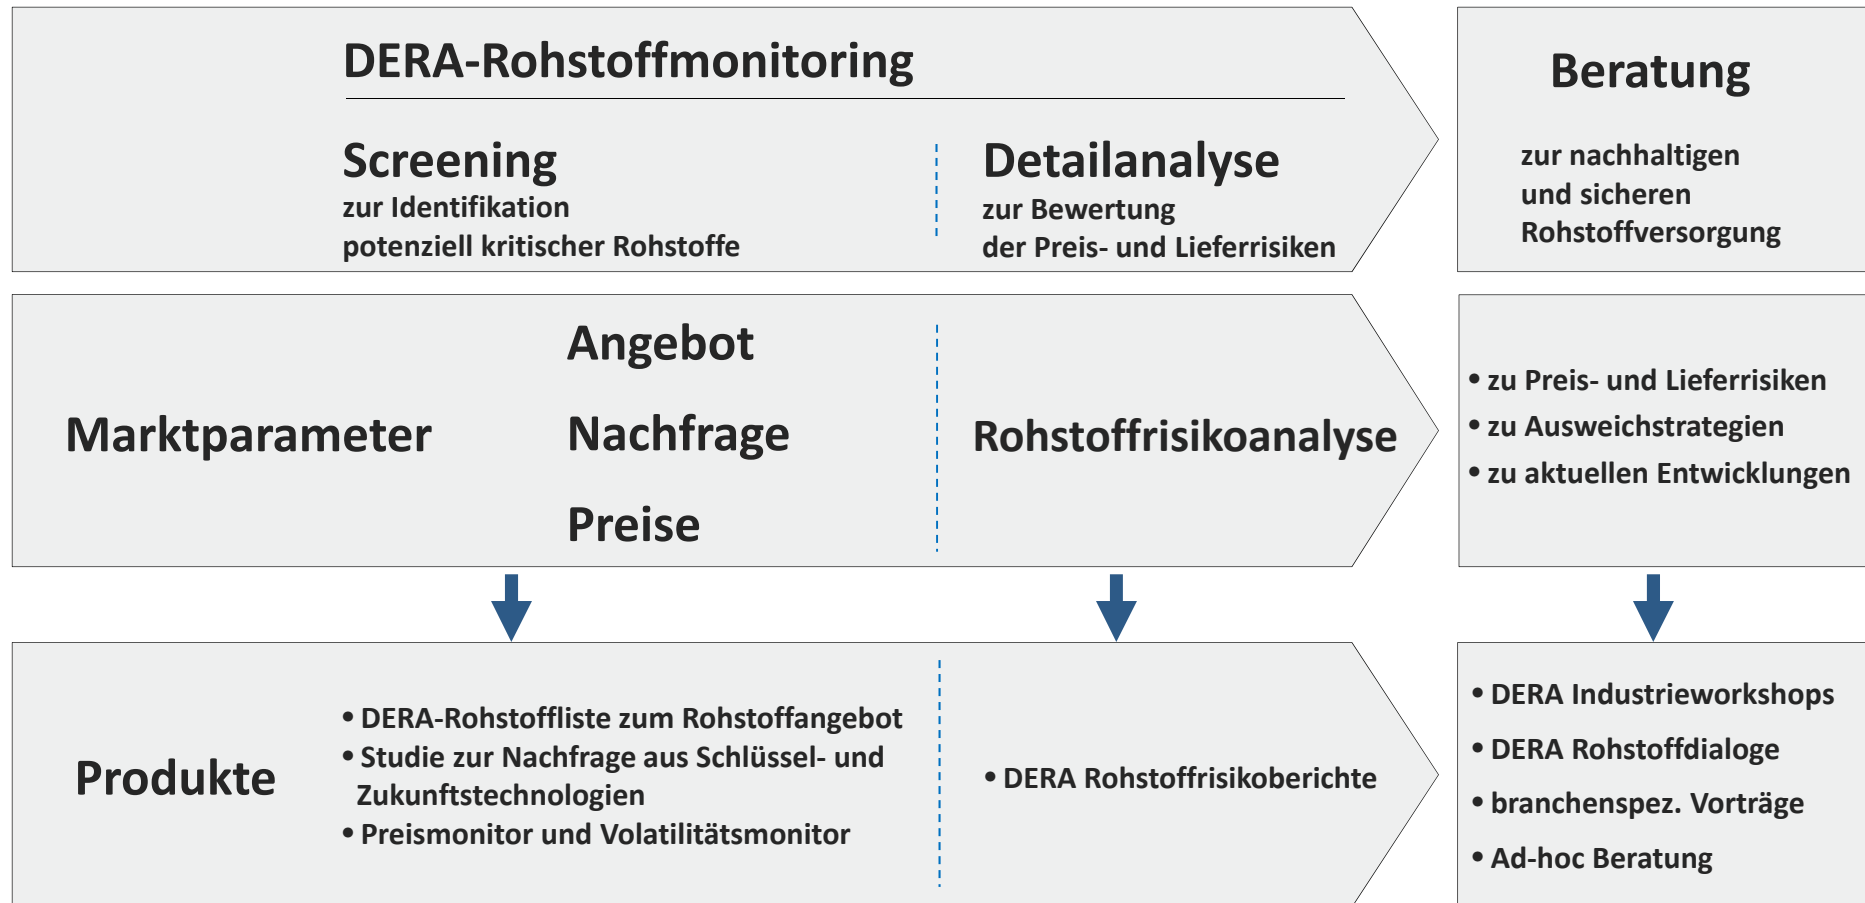 DERA-Rohstoffmonitoring
Screening
zur Identifikation
potenziell kritischer Rohstoffe
Detailanalyse
zur Bewertung
der Preis- und Lieferrisiken
Beratung
zur nachhaltigen
und sicheren
Rohstoffversorgung
Marktparameter
Angebot
Nachfrage
Preise
Rohstoffrisikoanalyse
• zu Preis- und Lieferrisiken
• zu Ausweichstrategien
• zu aktuellen Entwicklungen
Produkte
• DERA-Rohstoffliste zum Rohstoffangebot
• Studie zur Nachfrage aus Schlüssel- und
Zukunftstechnologien
• Preismonitor und Volatilitätsmonitor
• DERA Rohstoffrisikoberichte
• DERA Industrieworkshops
• DERA Rohstoffdialoge
• branchenspez. Vorträge
• Ad-hoc Beratung